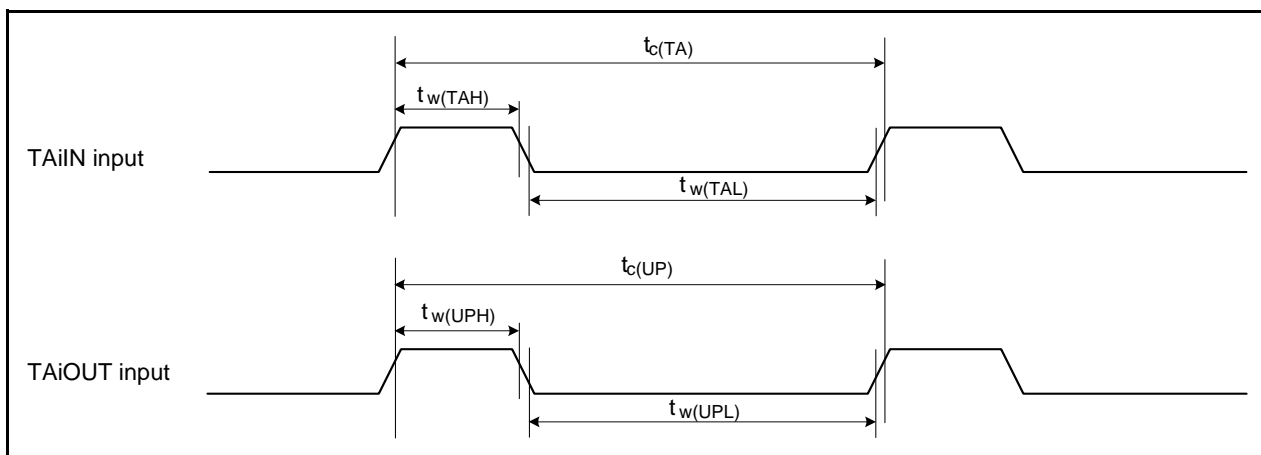 tc(TA)
tw(TAH)
TAiIN input
tw(TAL)
tc(UP)
tw(UPH)
TAiOUT input
tw(UPL)